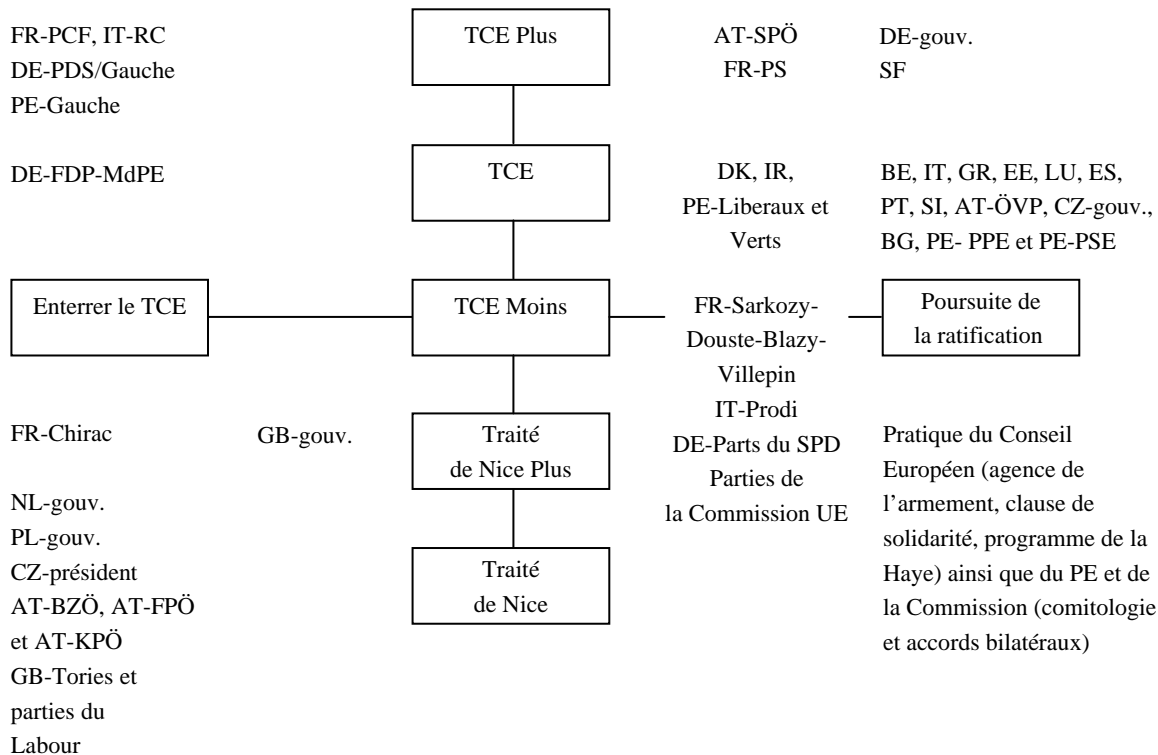 FR-PCF, IT-RC
DE-PDS/Gauche
PE-Gauche
TCE Plus
AT-SPÖ
FR-PS
DE-gouv.
SF
DE-FDP-MdPE
TCE
DK, IR,
PE-Liberaux et
Verts
BE, IT, GR, EE, LU, ES,
PT, SI, AT-ÖVP, CZ-gouv.,
BG, PE- PPE et PE-PSE
Enterrer le TCE
TCE Moins
FR-Sarkozy-
Douste-Blazy-
Villepin
IT-Prodi
DE-Parts du SPD
Parties de
la Commission UE
Poursuite de
la ratification
FR-Chirac
GB-gouv.
Traité
de Nice Plus
Pratique du Conseil
Européen (agence de
l’armement, clause de
solidarité, programme de la
Haye) ainsi que du PE et de
la Commission (comitologie
et accords bilatéraux)
NL-gouv.
PL-gouv.
CZ-président
AT-BZÖ, AT-FPÖ
et AT-KPÖ
GB-Tories et
parties du
Labour
Traité
de Nice